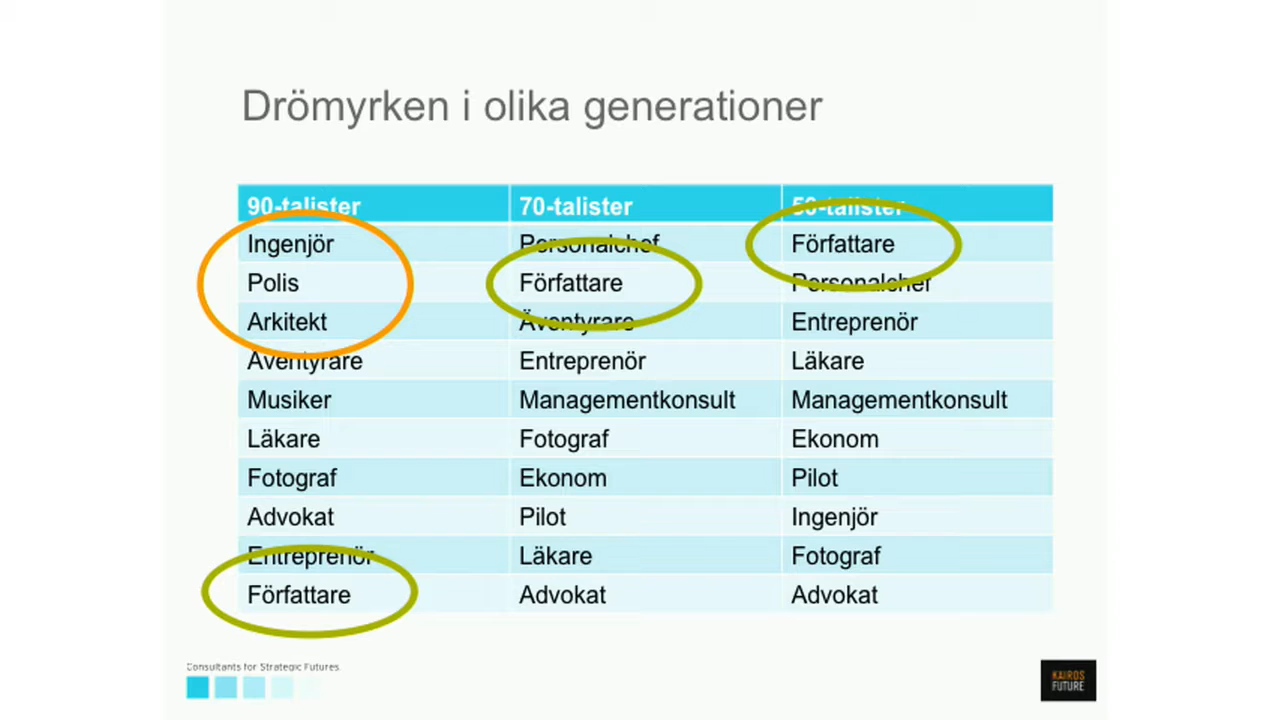 Drömyrken i olika generationer
90-talister 70-talister 50-talister
Ingenjör Personalchef Författare
Polis Författare Personalchef
Arkitekt Äventyrare Entreprenör
Äventyrare Entreprenör Läkare
Musiker Managementkonsult Managementkonsult
Läkare Fotograf Ekonom
Fotograf Ekonom Pilot
Advokat Pilot Ingenjör
Entreprenör Läkare Fotograf
Författare Advokat Advokat
Consultants for Strategic Futures.
KAIROS
FUTURE